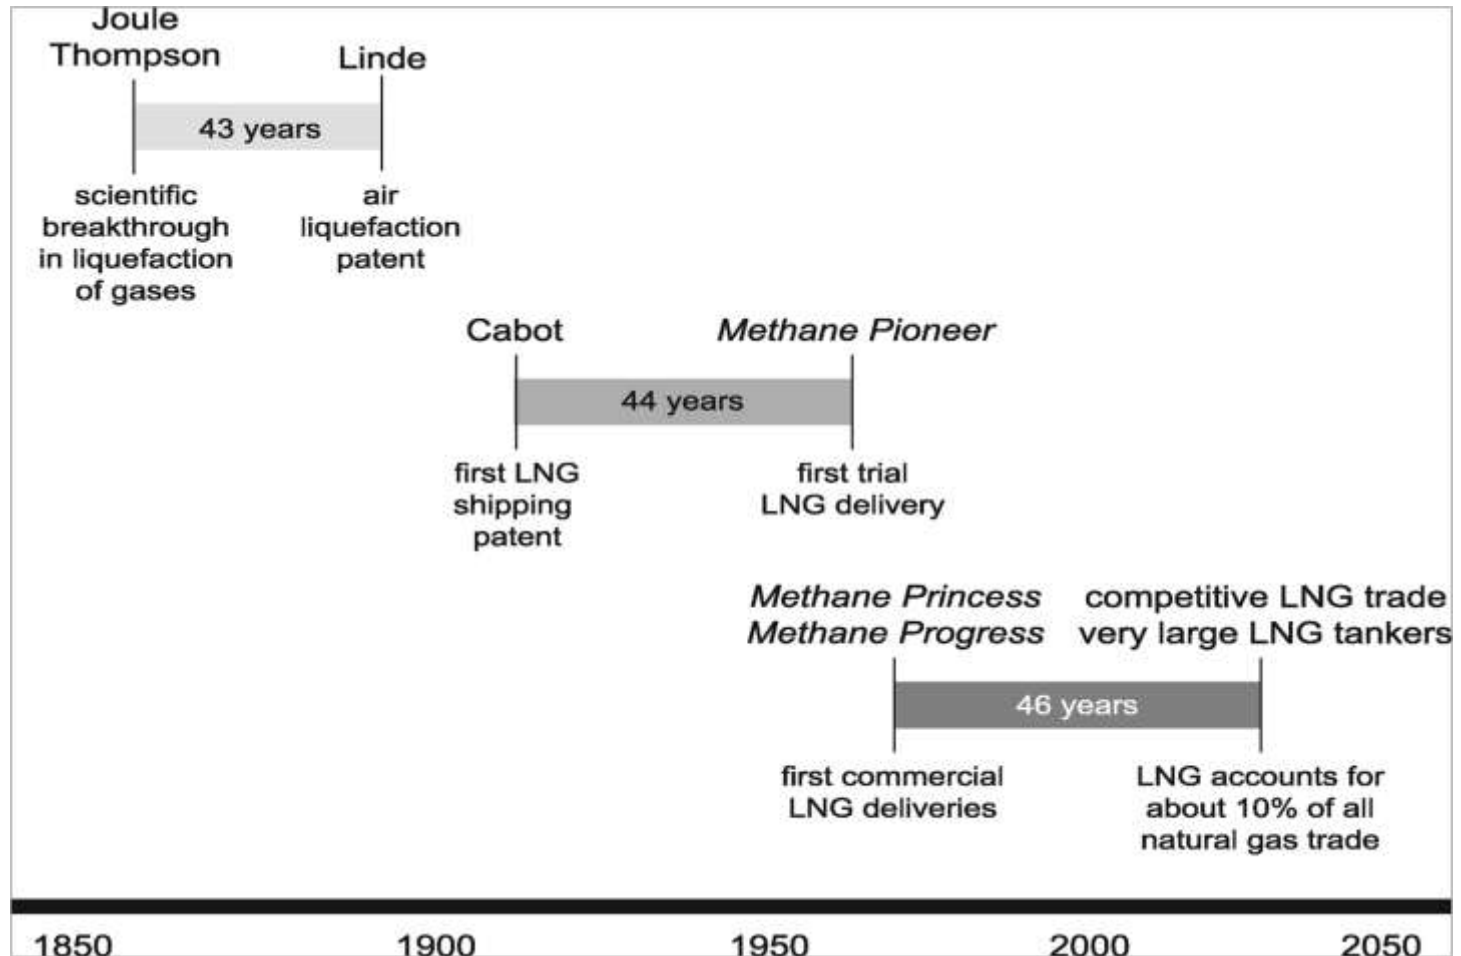 Joule
Thompson
Linde
43 years
scientific
breakthrough
in liquefaction
of gases
air
liquefaction
patent
Cabot
Methane Pioneer
44 years
first LNG
shipping
patent
first trial
LNG delivery
Methane Princess
Methane Progress
competitive LNG trade
very large LNG tankers
46 years
first commercial
LNG deliveries
LNG accounts for
about 10% of all
natural gas trade
1850 1900 1950 2000 2050